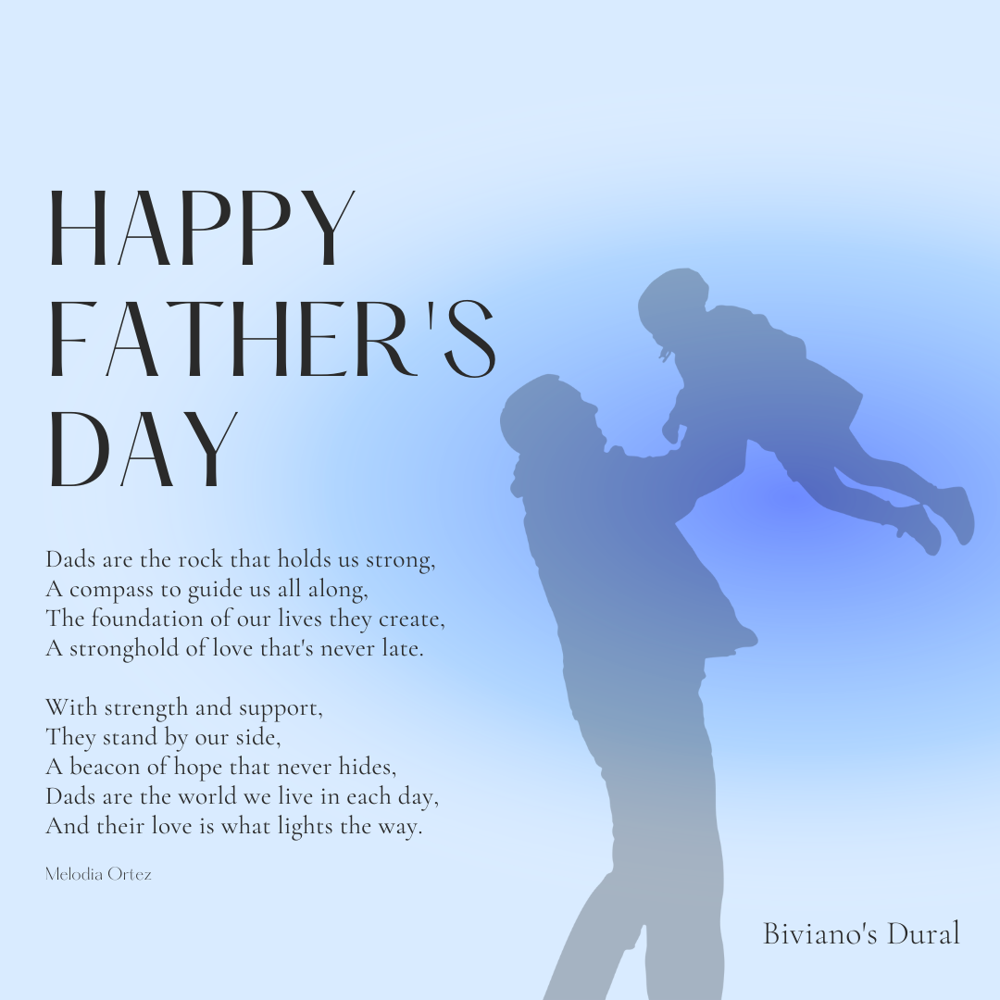 HAPPY
FATHER'S
DAY
Dads are the rock that holds us strong,
A compass to guide us all along,
The foundation of our lives they create,
A stronghold of love that's never late.
With strength and support,
They stand by our side,
A beacon of hope that never hides,
Dads are the world we live in each day,
And their love is what lights the way.
Melodia Ortez
Biviano's Dural